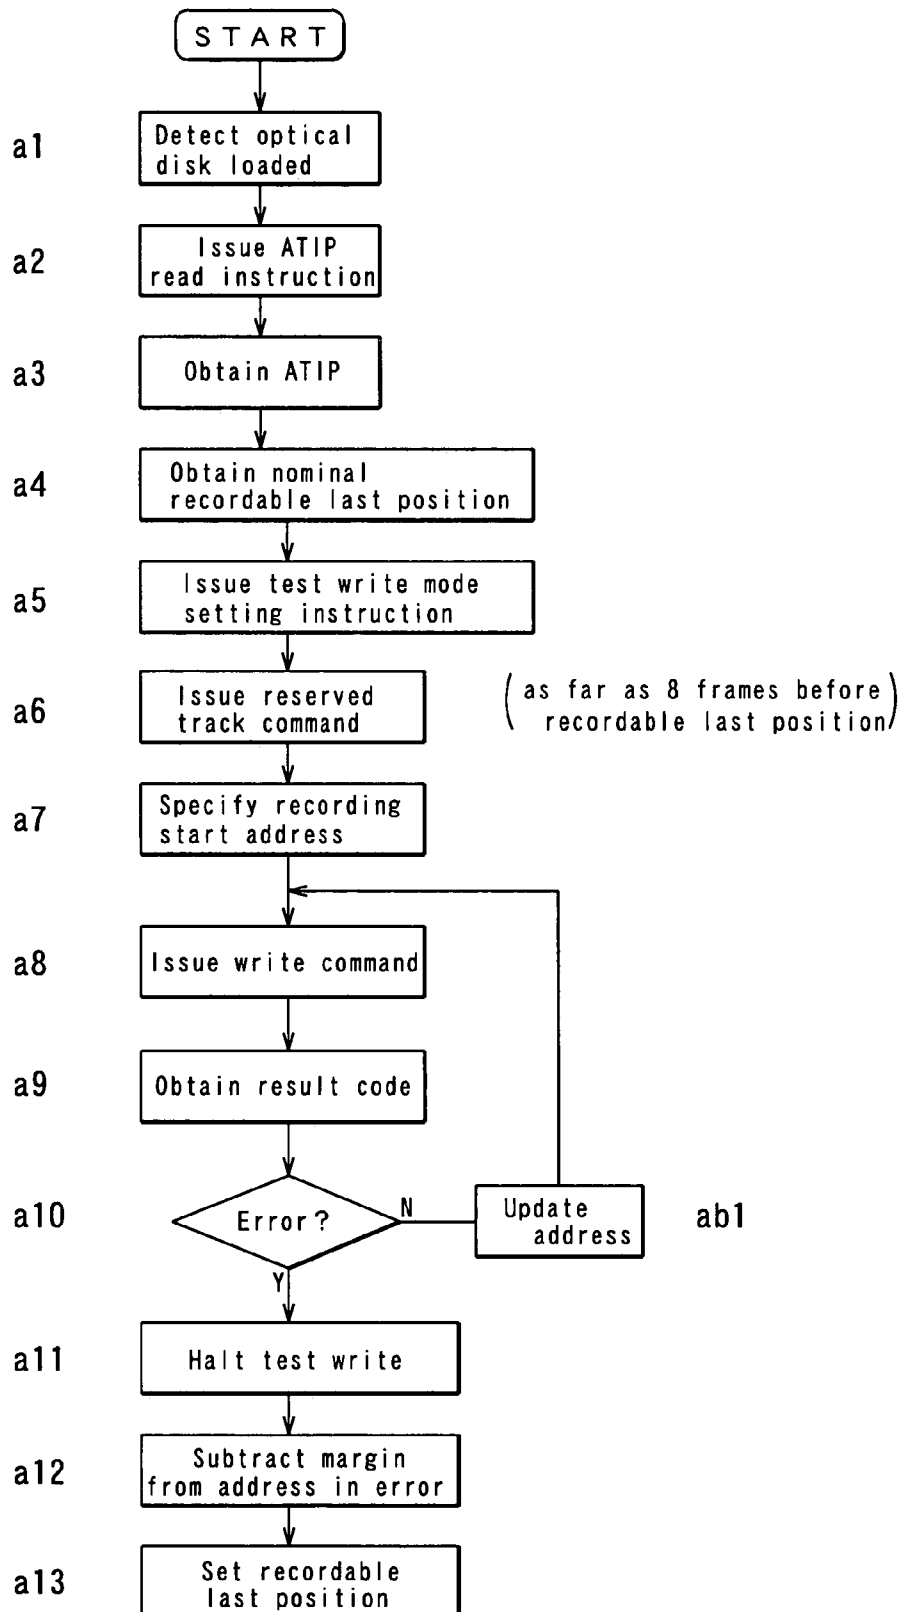 START
a1
Detect optical
disk loaded
a2
Issue ATIP
read instruction
a3
Obtain ATIP
a4
Obtain nominal
recordable last position
a5
Issue test write mode
setting instruction
a6
Issue reserved
track command
(as far as 8 frames before
recordable last position)
a7
Specify recording
start address
a8
Issue write command
a9
Obtain result code
a10
Error?
N
Update
address
ab1
Y
a11
Halt test write
a12
Subtract margin
from address in error
a13
Set recordable
last position